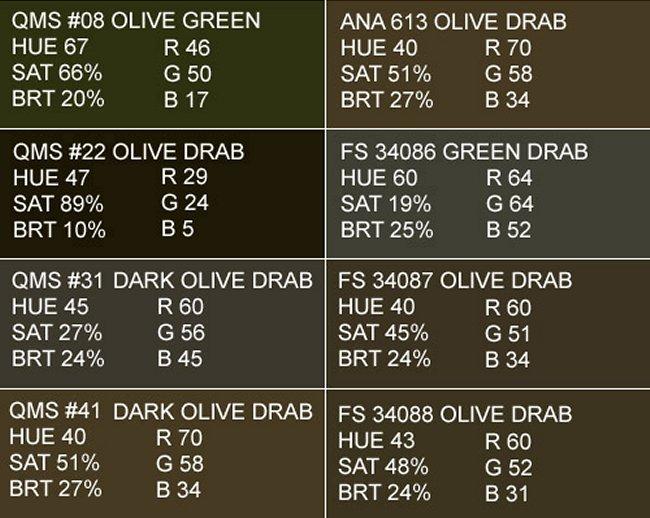 QMS #08 OLIVE GREEN
HUE 67 R 46
SAT 66% G 50
BRT 20% B 17
ANA 613 OLIVE DRAB
HUE 40 R 70
SAT 51% G 58
BRT 27% B 34
QMS #22 OLIVE DRAB
HUE 47 R 29
SAT 89% G 24
BRT 10% B 5
FS 34086 GREEN DRAB
HUE 60 R 64
SAT 19% G 64
BRT 25% B 52
QMS #31 DARK OLIVE DRAB
HUE 45 R 60
SAT 27% G 56
BRT 24% B 45
FS 34087 OLIVE DRAB
HUE 40 R 60
SAT 45% G 51
BRT 24% B 34
QMS #41 DARK OLIVE DRAB
HUE 40 R 70
SAT 51% G 58
BRT 27% B 34
FS 34088 OLIVE DRAB
HUE 43 R 60
SAT 48% G 52
BRT 24% B 31